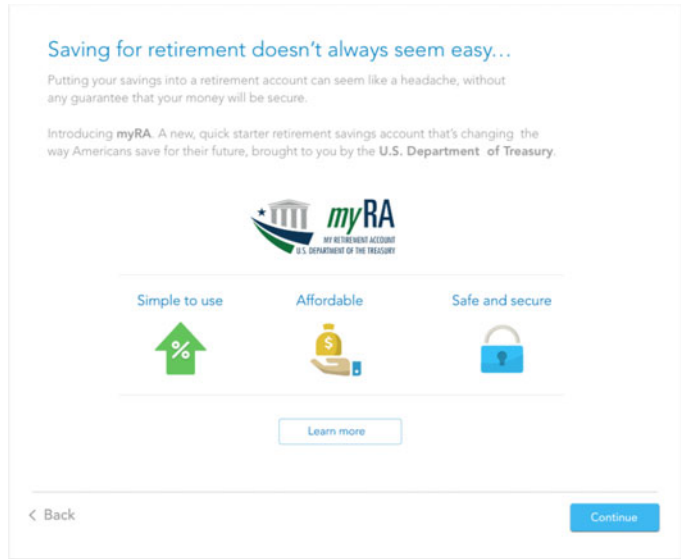 Saving for retirement doesn't always seem easy...
Putting your savings into a retirement account can seem like a headache, without
any guarantee that your money will be secure.
Introducing myRA. A new, quick starter retirement savings account that's changing the
way Americans save for their future, brought to you by the U.S. Department of Treasury.
myRA
MY RETIREMENT ACCOUNT
U.S. DEPARTMENT OF THE TREASURY
Simple to use Affordable Safe and secure
%
$
Learn more
< Back Continue